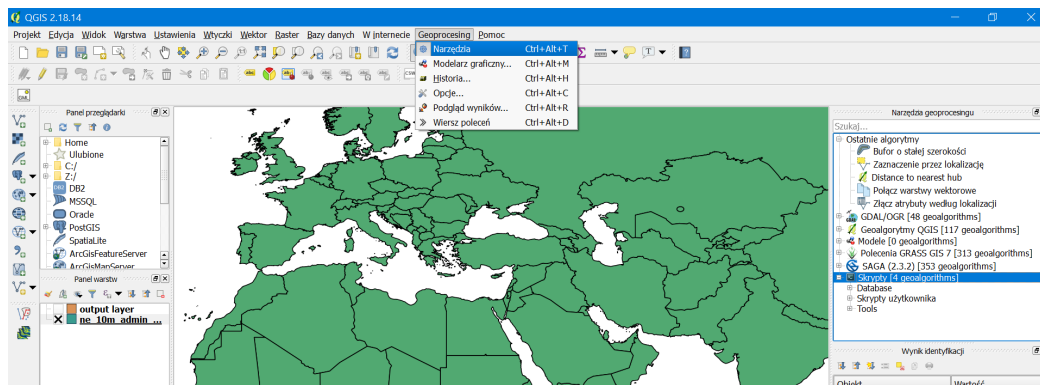 QGIS 2.18.14
Projekt Edycja Widok Warstwa Ustawienia Wtyczki Wektor Raster Bazy danych W internecie Geoprocesing Pomoc
Narzędzia Ctrl+Alt+T
Modelarz graficzny... Ctrl+Alt+M
Historia... Ctrl+Alt+H
Opcje... Ctrl+Alt+C
Podgląd wyników... Ctrl+Alt+R
Wiersz poleceń Ctrl+Alt+D
CSW
GML
Panel przeglądarki
Home
Ulubione
C:/
Z:/
DB2 DB2
MSSQL
Oracle
PostGIS
SpatiaLite
ArcGisFeatureServer
ArcGisMapServer
Panel warstw
output layer
ne_10m_admin_...
Narzędzia geoprocesingu
Szukaj...
Ostatnie algorytmy
Bufor o stałej szerokości
Zaznaczenie przez lokalizację
Distance to nearest hub
Połącz warstwy wektorowe
Złącz atrybuty według lokalizacji
GDAL/OGR [48 geoalgorithms]
Geoalgorytmy QGIS [117 geoalgorithms]
Modele [0 geoalgorithms]
Polecenia GRASS GIS 7 [313 geoalgorithms]
SAGA (2.3.2) [353 geoalgorithms]
Skrypty [4 geoalgorithms]
Database
Skrypty użytkownika
Tools
Wynik identyfikacji
Obiekt Wartość